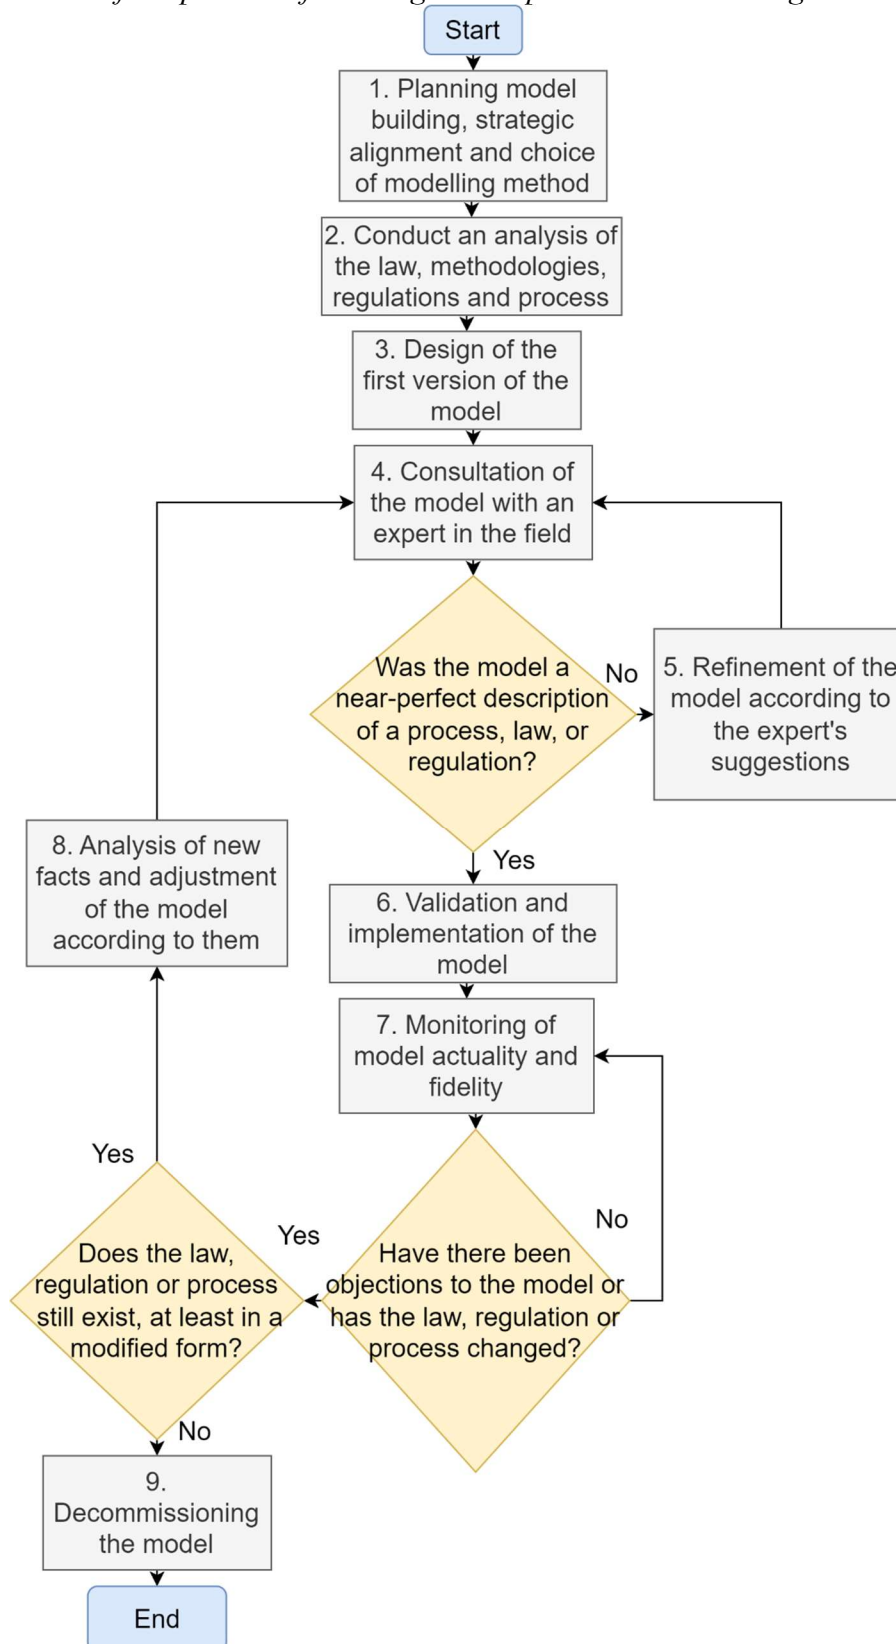 Start
1. Planning model
building, strategic
alignment and choice
of modelling method
2. Conduct an analysis of
the law, methodologies,
regulations and process
3. Design of the
first version of the
model
4. Consultation of
the model with an
expert in the field
Was the model a
near-perfect description
of a process, law, or
regulation?
No
5. Refinement of the
model according to
the expert's
suggestions
Yes
8. Analysis of new
facts and adjustment
of the model
according to them
6. Validation and
implementation of the
model
7. Monitoring of
model actuality and
fidelity
Yes
Yes
No
Does the law,
regulation or process
still exist, at least in a
modified form?
Have there been
objections to the model or
has the law, regulation or
process changed?
No
9.
Decommissioning
the model
End